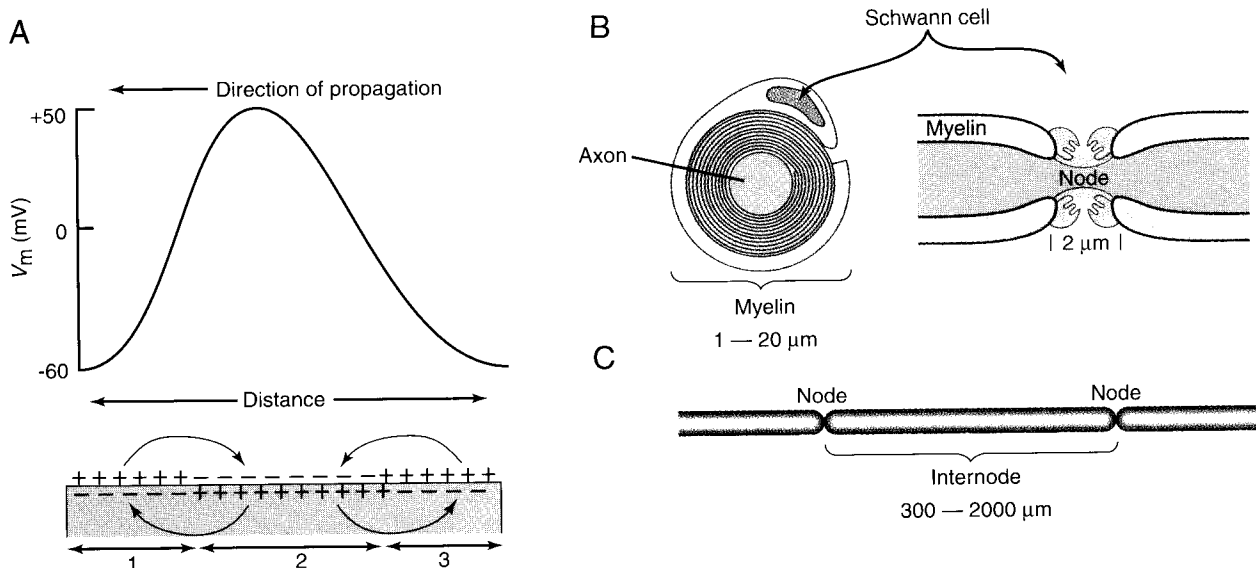 A
Direction of propagation
+50
0
-60
Vm (mV)
Distance
+ + + + + + – – – – – – – – – + + + + + +
– – – – – – + + + + + + + + + + – – – – –
1 2 3
B
Schwann cell
Axon
Myelin
1 — 20 μm
Myelin
Node
| 2 μm |
C
Node Node
Internode
300 — 2000 μm